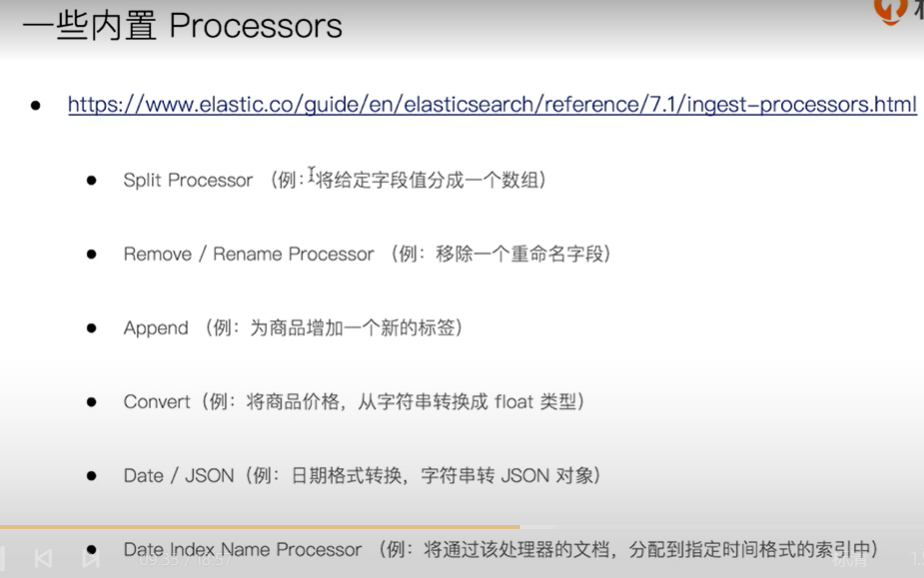 一些内置 Processors
https://www.elastic.co/guide/en/elasticsearch/reference/7.1/ingest-processors.html
Split Processor （例：将给定字段值分成一个数组）
Remove / Rename Processor （例：移除一个重命名字段）
Append （例：为商品增加一个新的标签）
Convert（例：将商品价格，从字符串转换成 float 类型）
Date / JSON（例：日期格式转换，字符串转 JSON 对象）
Date Index Name Processor （例：将通过该处理器的文档，分配到指定时间格式的索引中）